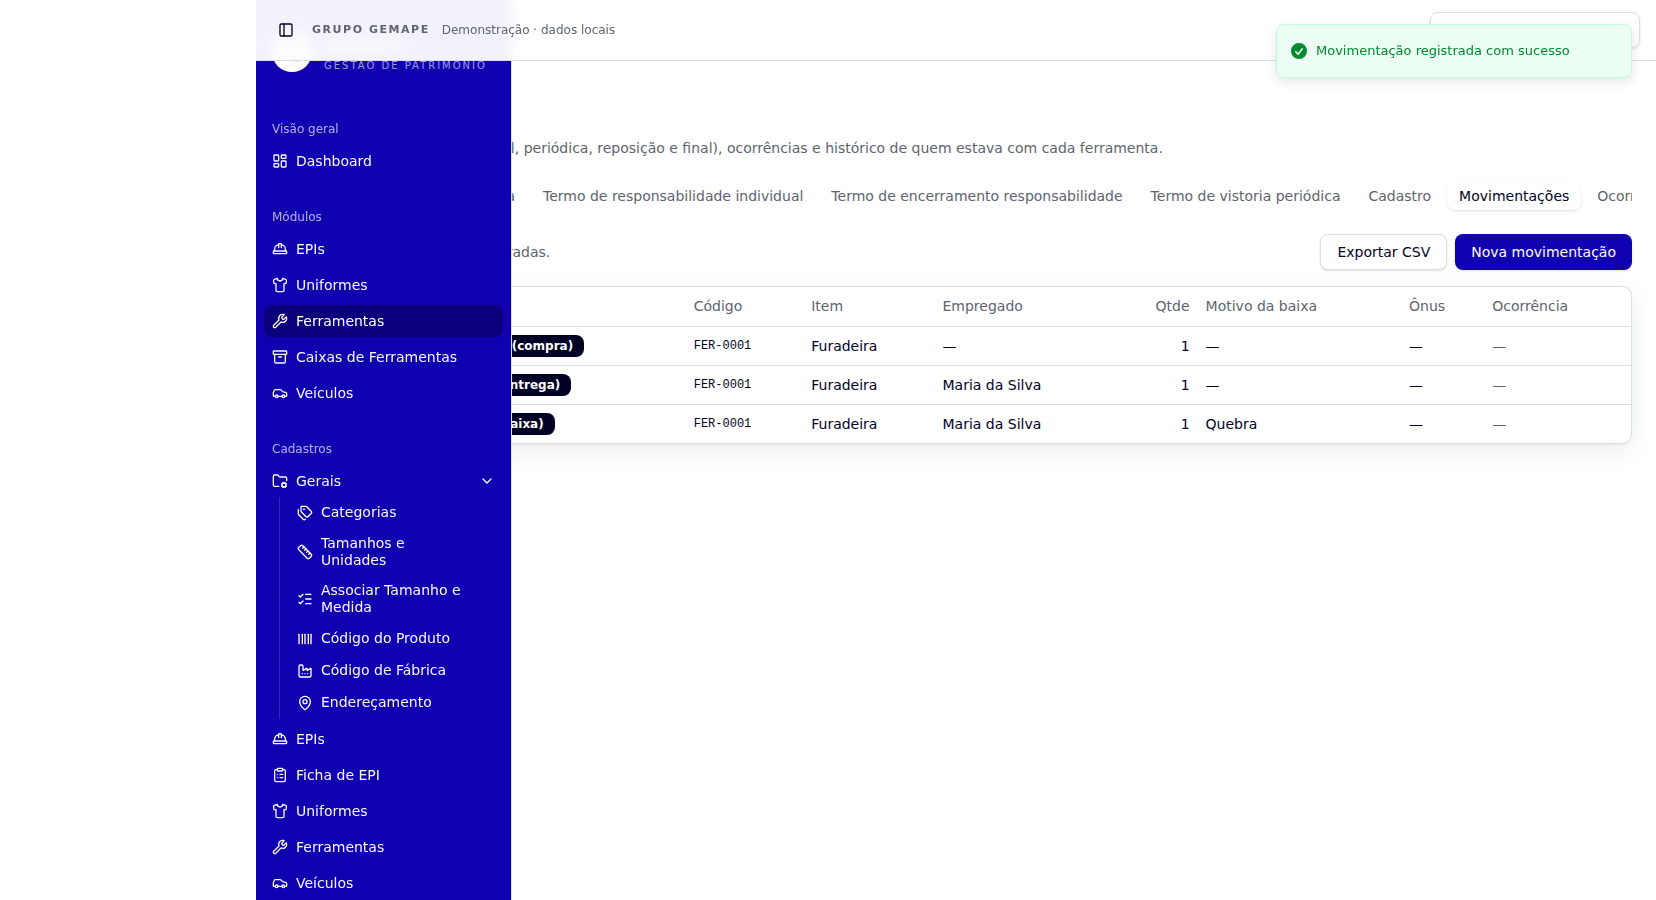 GRUPO GEMAPE Demonstração · dados locais
Movimentação registrada com sucesso
GESTÃO DE PATRIMÔNIO
Visão geral
Dashboard
Módulos
EPIs
Uniformes
Ferramentas
Caixas de Ferramentas
Veículos
Cadastros
Gerais
Categorias
Tamanhos e
Unidades
Associar Tamanho e
Medida
Código do Produto
Código de Fábrica
Endereçamento
EPIs
Ficha de EPI
Uniformes
Ferramentas
Veículos
, periódica, reposição e final), ocorrências e histórico de quem estava com cada ferramenta.
Termo de responsabilidade individual Termo de encerramento responsabilidade Termo de vistoria periódica Cadastro Movimentações Ocorr
adas.
Exportar CSV Nova movimentação
Código Item Empregado Qtde Motivo da baixa Ônus Ocorrência
(compra) FER-0001 Furadeira — 1 — — —
ntrega) FER-0001 Furadeira Maria da Silva 1 — — —
aixa) FER-0001 Furadeira Maria da Silva 1 Quebra — —